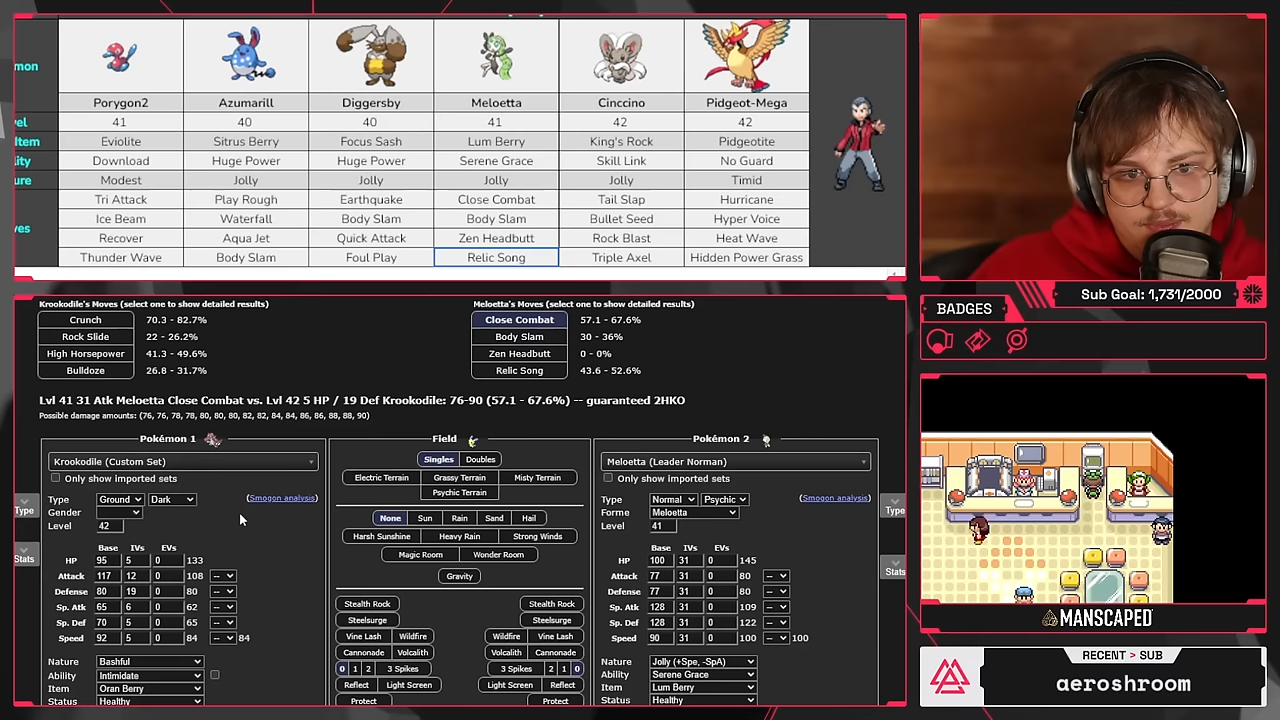 mon
Porygon2 Azumarill Diggersby Meloetta Cinccino Pidgeot-Mega
el 41 40 40 41 42 42
Item Eviolite Sitrus Berry Focus Sash Lum Berry King's Rock Pidgeotite
lity Download Huge Power Huge Power Serene Grace Skill Link No Guard
ure Modest Jolly Jolly Jolly Jolly Timid
Tri Attack Play Rough Earthquake Close Combat Tail Slap Hurricane
ves Ice Beam Waterfall Body Slam Body Slam Bullet Seed Hyper Voice
Recover Aqua Jet Quick Attack Zen Headbutt Rock Blast Heat Wave
Thunder Wave Body Slam Foul Play Relic Song Triple Axel Hidden Power Grass
Krookodile's Moves (select one to show detailed results) Meloetta's Moves (select one to show detailed results)
Crunch 70.3 - 82.7% Close Combat 57.1 - 67.6%
Rock Slide 22 - 26.2% Body Slam 30 - 36%
High Horsepower 41.3 - 49.6% Zen Headbutt 0 - 0%
Bulldoze 26.8 - 31.7% Relic Song 43.6 - 52.6%
Lvl 41 31 Atk Meloetta Close Combat vs. Lvl 42 5 HP / 19 Def Krookodile: 76-90 (57.1 - 67.6%) -- guaranteed 2HKO
Possible damage amounts: (76, 76, 78, 78, 80, 80, 80, 82, 82, 84, 84, 86, 86, 88, 88, 90)
Pokémon 1
Krookodile (Custom Set)
Only show imported sets
Type Ground Dark (Smogon analysis)
Gender
Level 42
Base IVs EVs
HP 95 5 0 133
Attack 117 12 0 108 --
Defense 80 19 0 80 --
Sp. Atk 65 6 0 62 --
Sp. Def 70 5 0 65 --
Speed 92 5 0 84 -- 84
Nature Bashful
Ability Intimidate
Item Oran Berry
Status Healthy
Type
Stats
Field
Singles Doubles
Electric Terrain Grassy Terrain Misty Terrain
Psychic Terrain
None Sun Rain Sand Hail
Harsh Sunshine Heavy Rain Strong Winds
Magic Room Wonder Room
Gravity
Stealth Rock Stealth Rock
Steelsurge Steelsurge
Vine Lash Wildfire Wildfire Vine Lash
Cannonade Volcalith Volcalith Cannonade
0 1 2 3 Spikes 3 Spikes 2 1 0
Reflect Light Screen Light Screen Reflect
Protect Protect
Pokémon 2
Meloetta (Leader Norman)
Only show imported sets
Type Normal Psychic (Smogon analysis)
Forme Meloetta
Level 41
Base IVs EVs
HP 100 31 0 145
Attack 77 31 0 80 --
Defense 77 31 0 80 --
Sp. Atk 128 31 0 109 --
Sp. Def 128 31 0 122 --
Speed 90 31 0 100 -- 100
Nature Jolly (+Spe, -SpA)
Ability Serene Grace
Item Lum Berry
Status Healthy
Type
Stats
Sub Goal: 1,731/2000
BADGES
MANSCAPED
RECENT > SUB
aeroshroom